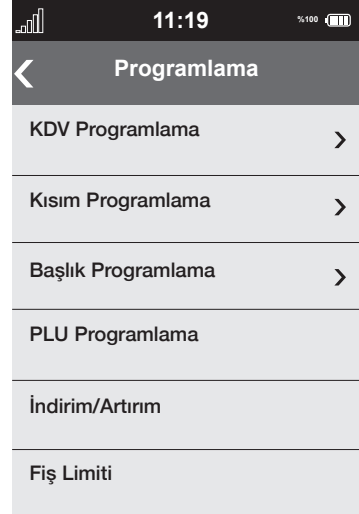 11:19 %100
Programlama
KDV Programlama
Kısım Programlama
Başlık Programlama
PLU Programlama
İndirim/Artırım
Fiş Limiti